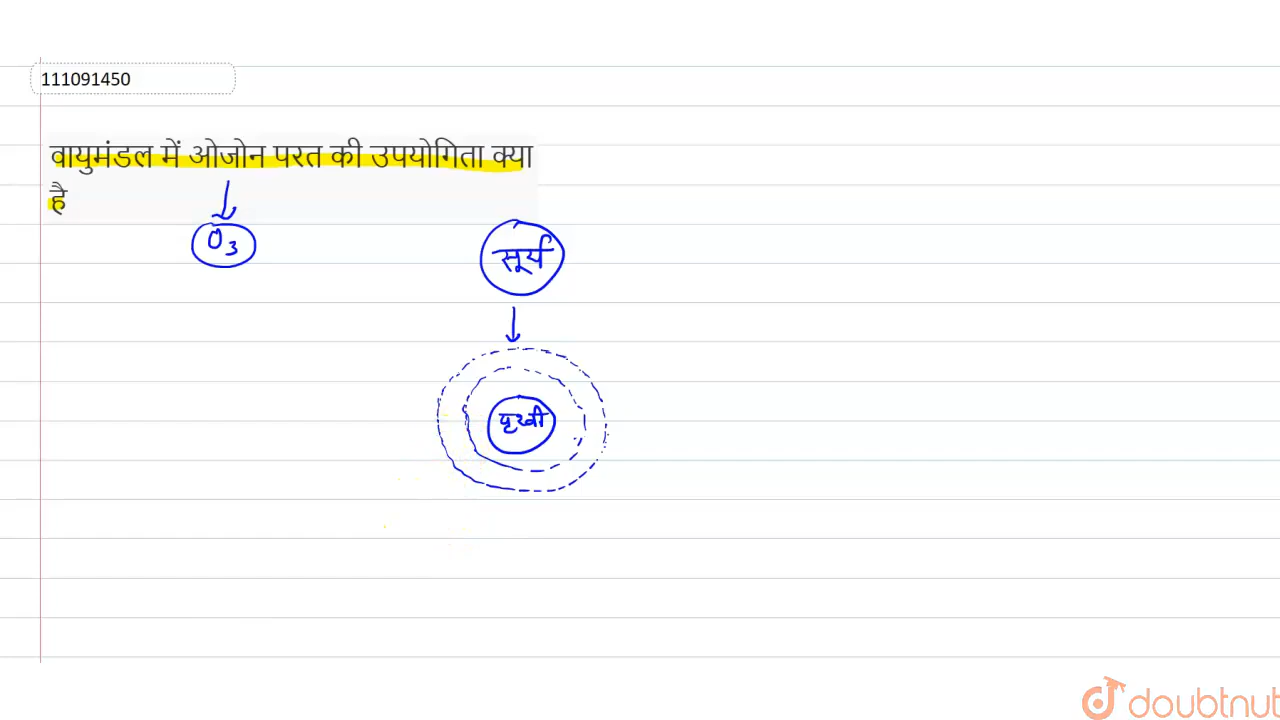 111091450
वायुमंडल में ओजोन परत की उपयोगिता क्या
है
O3
सूर्य
पृथ्वी
doubtnut